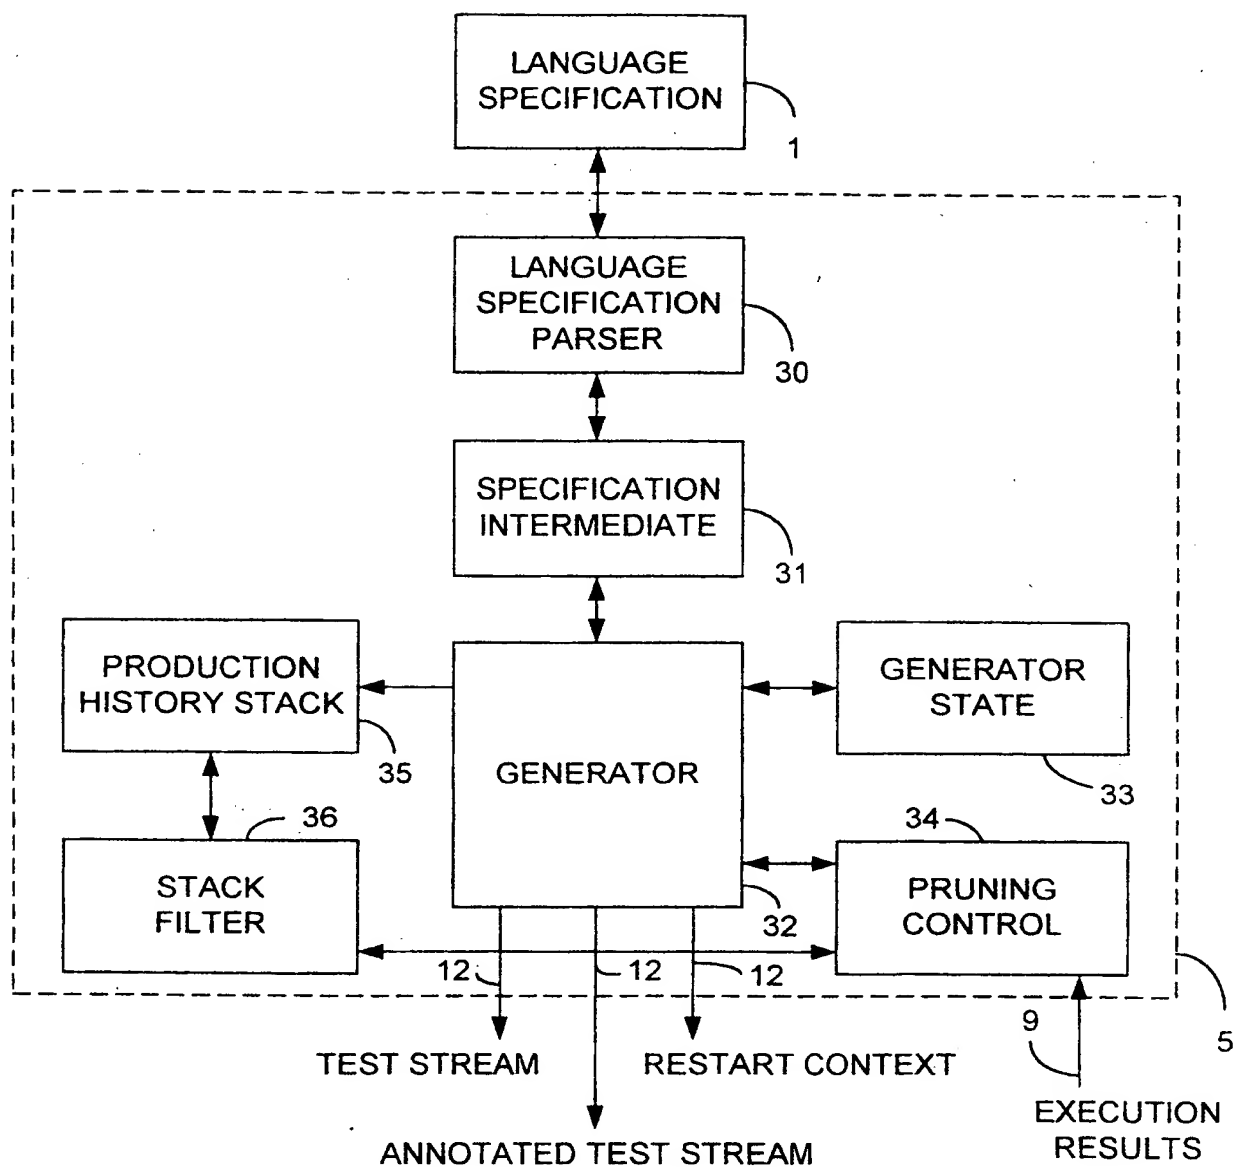 LANGUAGE
SPECIFICATION
1
LANGUAGE
SPECIFICATION
PARSER
30
SPECIFICATION
INTERMEDIATE
31
PRODUCTION
HISTORY STACK
35
GENERATOR
32
GENERATOR
STATE
33
36
STACK
FILTER
34
PRUNING
CONTROL
12
12
12
9
5
TEST STREAM
RESTART CONTEXT
ANNOTATED TEST STREAM
EXECUTION
RESULTS